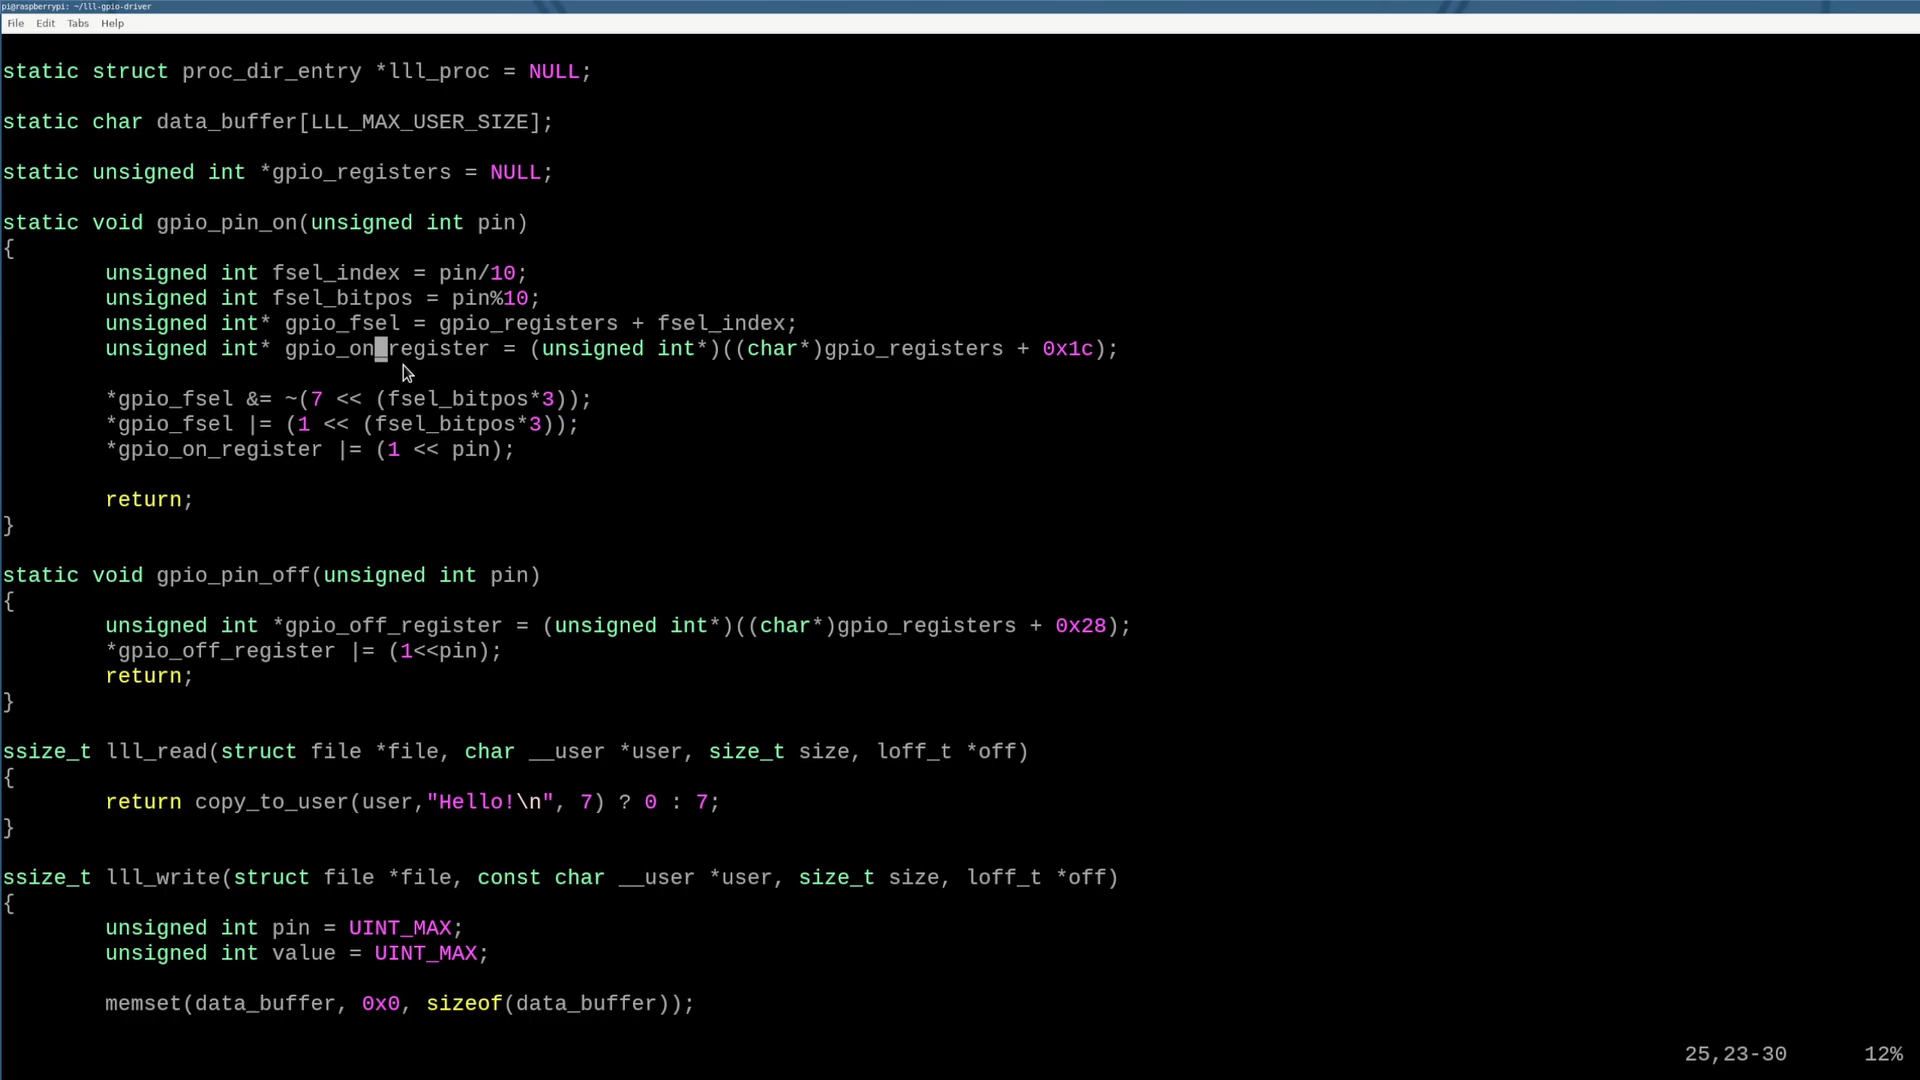 pi@raspberrypi: ~/lll-gpio-driver
File Edit Tabs Help
static struct proc_dir_entry *lll_proc = NULL;
static char data_buffer[LLL_MAX_USER_SIZE];
static unsigned int *gpio_registers = NULL;
static void gpio_pin_on(unsigned int pin)
{
        unsigned int fsel_index = pin/10;
        unsigned int fsel_bitpos = pin%10;
        unsigned int* gpio_fsel = gpio_registers + fsel_index;
        unsigned int* gpio_on_register = (unsigned int*)((char*)gpio_registers + 0x1c);
        *gpio_fsel &= ~(7 << (fsel_bitpos*3));
        *gpio_fsel |= (1 << (fsel_bitpos*3));
        *gpio_on_register |= (1 << pin);
        return;
}
static void gpio_pin_off(unsigned int pin)
{
        unsigned int *gpio_off_register = (unsigned int*)((char*)gpio_registers + 0x28);
        *gpio_off_register |= (1<<pin);
        return;
}
ssize_t lll_read(struct file *file, char __user *user, size_t size, loff_t *off)
{
        return copy_to_user(user,"Hello!\n", 7) ? 0 : 7;
}
ssize_t lll_write(struct file *file, const char __user *user, size_t size, loff_t *off)
{
        unsigned int pin = UINT_MAX;
        unsigned int value = UINT_MAX;
        memset(data_buffer, 0x0, sizeof(data_buffer));
25,23-30 12%